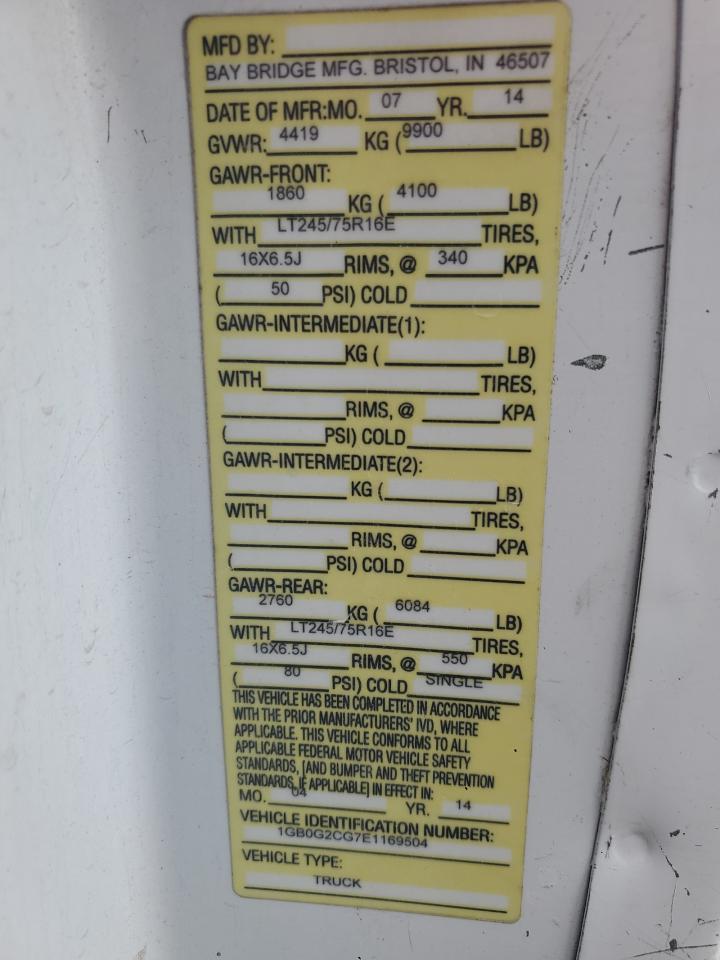 MFD BY:
BAY BRIDGE MFG. BRISTOL, IN 46507
DATE OF MFR:MO. 07 YR. 14
GVWR: 4419 KG (9900 LB)
GAWR-FRONT:
1860 KG ( 4100 LB)
WITH LT245/75R16E TIRES,
16X6.5J RIMS, @ 340 KPA
( 50 PSI) COLD
GAWR-INTERMEDIATE(1):
KG ( LB)
WITH TIRES,
RIMS, @ KPA
( PSI) COLD
GAWR-INTERMEDIATE(2):
KG ( LB)
WITH TIRES,
RIMS, @ KPA
( PSI) COLD
GAWR-REAR:
2760 KG ( 6084 LB)
WITH LT245/75R16E TIRES,
16X6.5J RIMS, @ 550 KPA
( 80 PSI) COLD SINGLE
THIS VEHICLE HAS BEEN COMPLETED IN ACCORDANCE
WITH THE PRIOR MANUFACTURERS' IVD, WHERE
APPLICABLE. THIS VEHICLE CONFORMS TO ALL
APPLICABLE FEDERAL MOTOR VEHICLE SAFETY
STANDARDS, [AND BUMPER AND THEFT PREVENTION
STANDARDS, IF APPLICABLE] IN EFFECT IN:
MO. 04 YR. 14
VEHICLE IDENTIFICATION NUMBER:
1GB0G2CG7E1169504
VEHICLE TYPE:
TRUCK